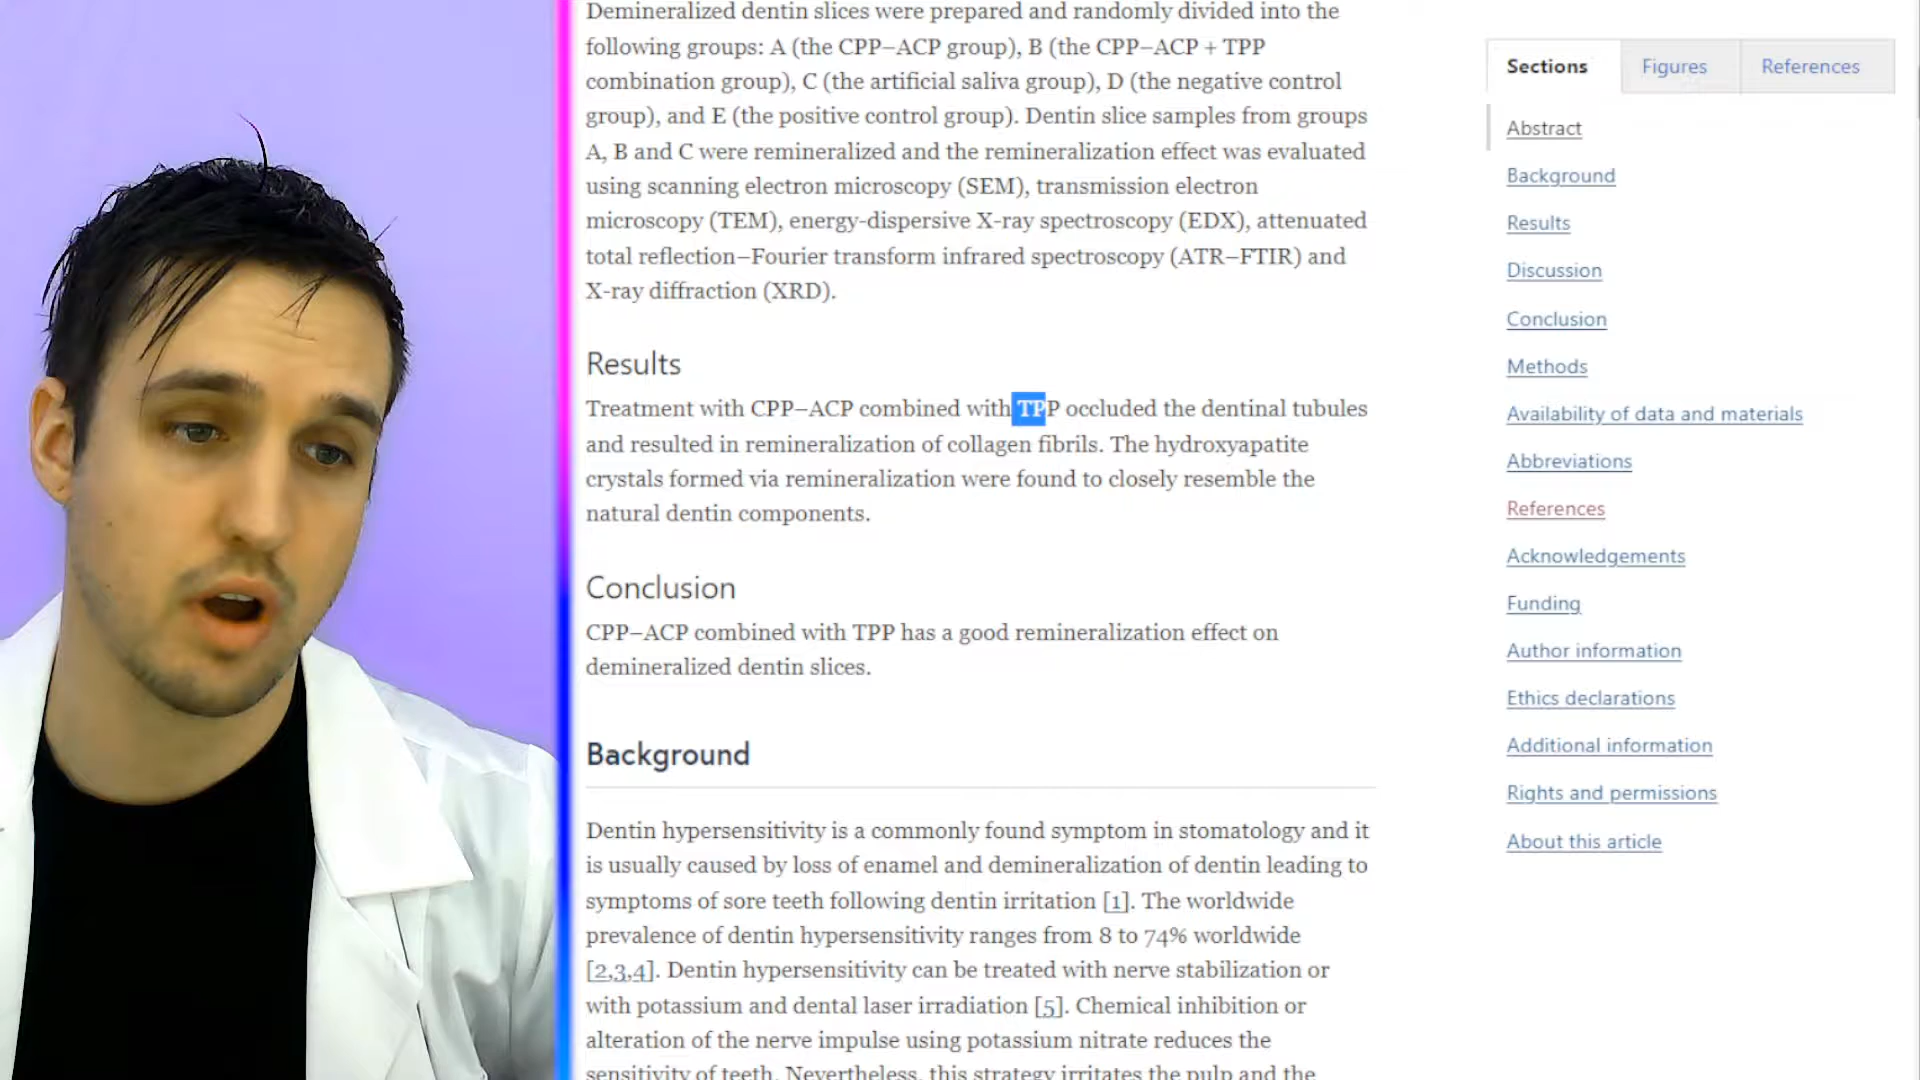 Demineralized dentin slices were prepared and randomly divided into the
following groups: A (the CPP–ACP group), B (the CPP–ACP + TPP
combination group), C (the artificial saliva group), D (the negative control
group), and E (the positive control group). Dentin slice samples from groups
A, B and C were remineralized and the remineralization effect was evaluated
using scanning electron microscopy (SEM), transmission electron
microscopy (TEM), energy-dispersive X-ray spectroscopy (EDX), attenuated
total reflection–Fourier transform infrared spectroscopy (ATR–FTIR) and
X-ray diffraction (XRD).
Results
Treatment with CPP–ACP combined with TPP occluded the dentinal tubules
and resulted in remineralization of collagen fibrils. The hydroxyapatite
crystals formed via remineralization were found to closely resemble the
natural dentin components.
Conclusion
CPP–ACP combined with TPP has a good remineralization effect on
demineralized dentin slices.
Background
Dentin hypersensitivity is a commonly found symptom in stomatology and it
is usually caused by loss of enamel and demineralization of dentin leading to
symptoms of sore teeth following dentin irritation [1]. The worldwide
prevalence of dentin hypersensitivity ranges from 8 to 74% worldwide
[2,3,4]. Dentin hypersensitivity can be treated with nerve stabilization or
with potassium and dental laser irradiation [5]. Chemical inhibition or
alteration of the nerve impulse using potassium nitrate reduces the
sensitivity of teeth. Nevertheless, this strategy irritates the pulp and the
Sections Figures References
Abstract
Background
Results
Discussion
Conclusion
Methods
Availability of data and materials
Abbreviations
References
Acknowledgements
Funding
Author information
Ethics declarations
Additional information
Rights and permissions
About this article